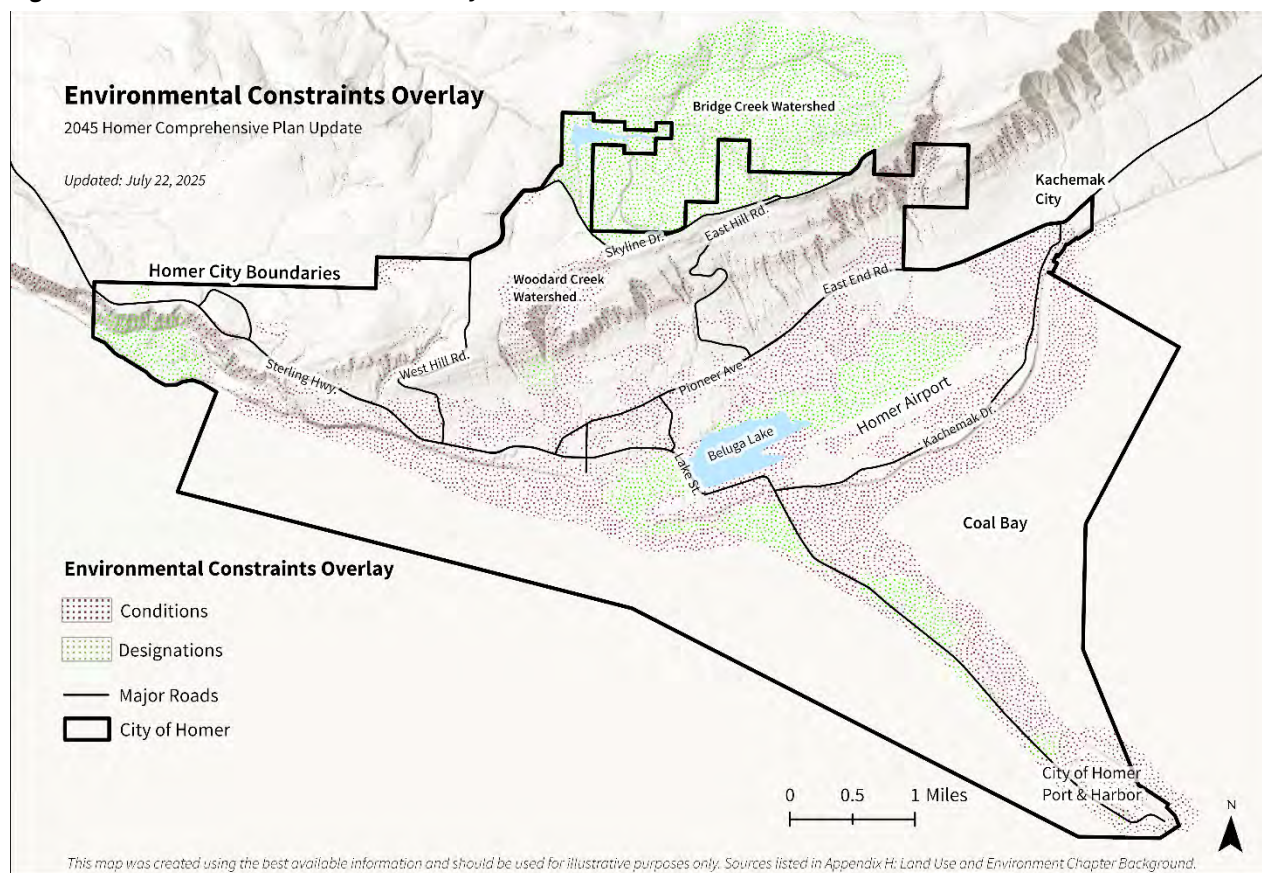 Environmental Constraints Overlay
2045 Homer Comprehensive Plan Update
Updated: July 22, 2025
Bridge Creek Watershed
Kachemak
City
Skyline Dr.
East Hill Rd.
Homer City Boundaries
Woodard Creek
Watershed
East End Rd.
Sterling Hwy.
West Hill Rd.
Pioneer Ave.
Homer Airport
Kachemak Dr.
Beluga Lake
Lake St.
Coal Bay
Environmental Constraints Overlay
Conditions
Designations
Major Roads
City of Homer
City of Homer
Port & Harbor
0 0.5 1 Miles
N
This map was created using the best available information and should be used for illustrative purposes only. Sources listed in Appendix H: Land Use and Environment Chapter Background.